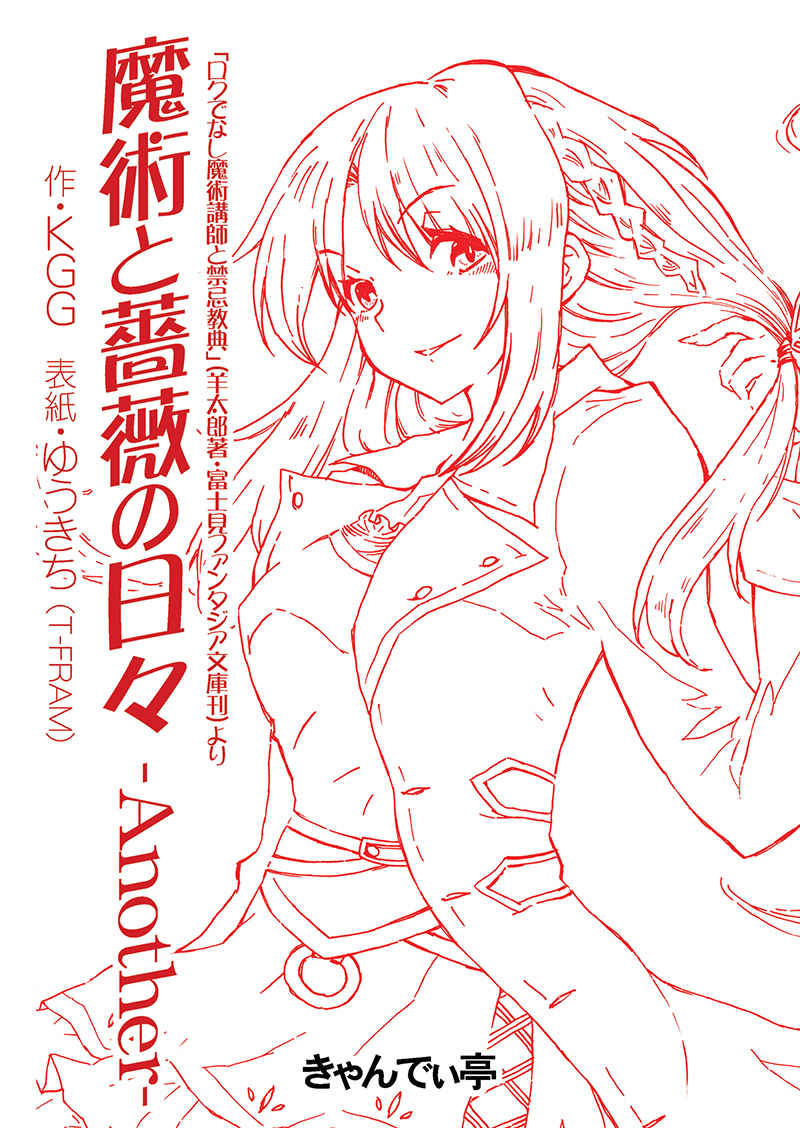 「ロクでなし魔術講師と禁忌教典」（羊太郎著・富士見ファンタジア文庫刊）より
魔術と薔薇の日々 -Another-
作・KGG 表紙・ゆうきち（T-FRAM）
きゃんでぃ亭